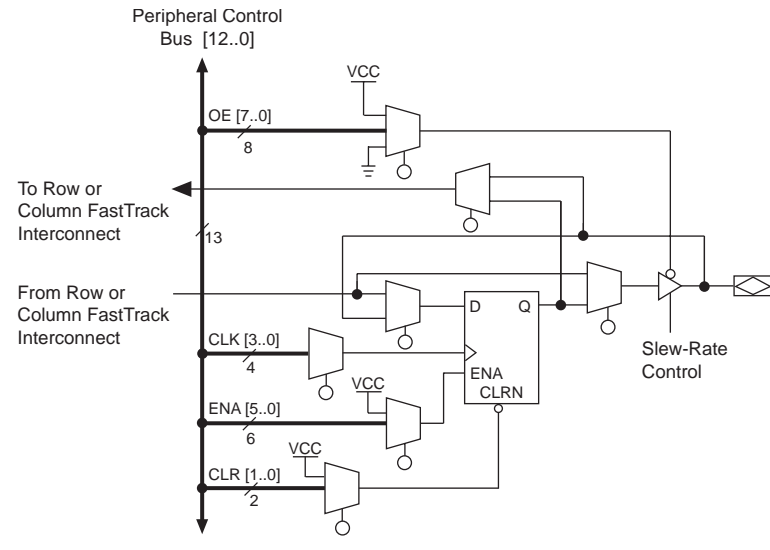 Peripheral Control
Bus [12..0]
VCC
OE [7..0]
8
To Row or
Column FastTrack
Interconnect
13
From Row or
Column FastTrack
Interconnect
D
Q
CLK [3..0]
4
Slew-Rate
Control
ENA
CLRN
VCC
ENA [5..0]
6
VCC
CLR [1..0]
2